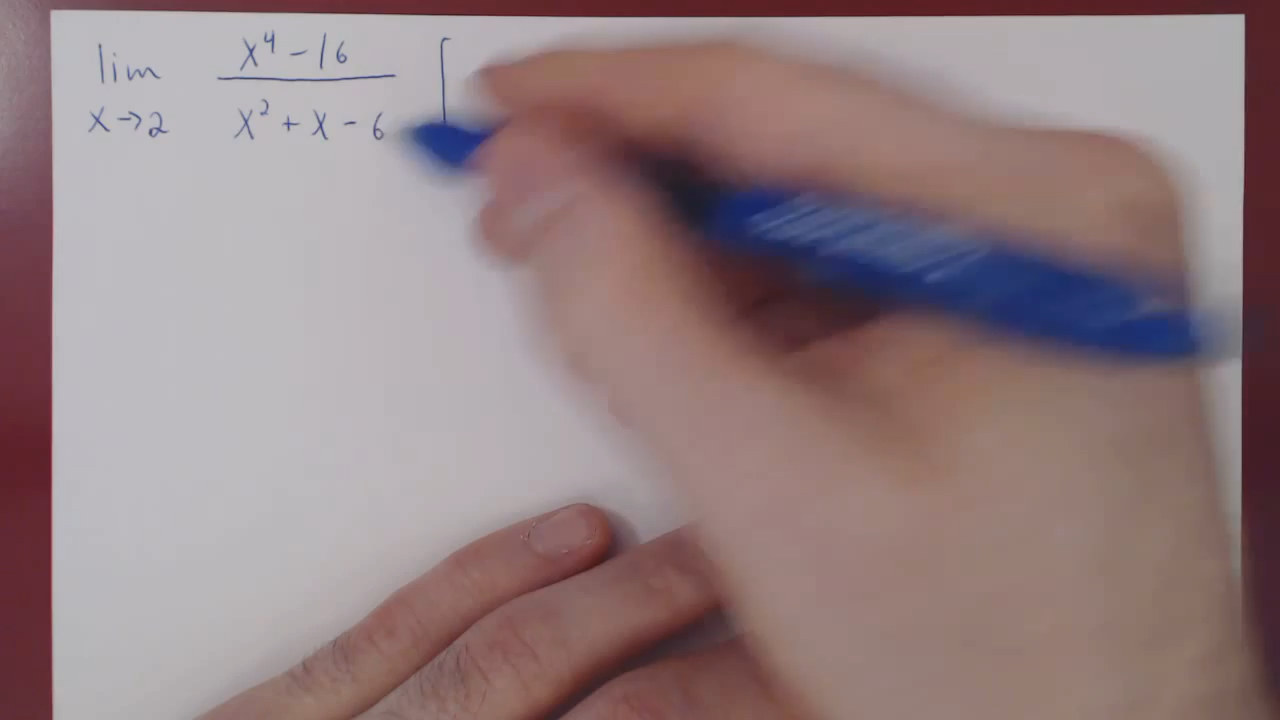 lim x⁴ - 16 [
x→2 x² + x - 6